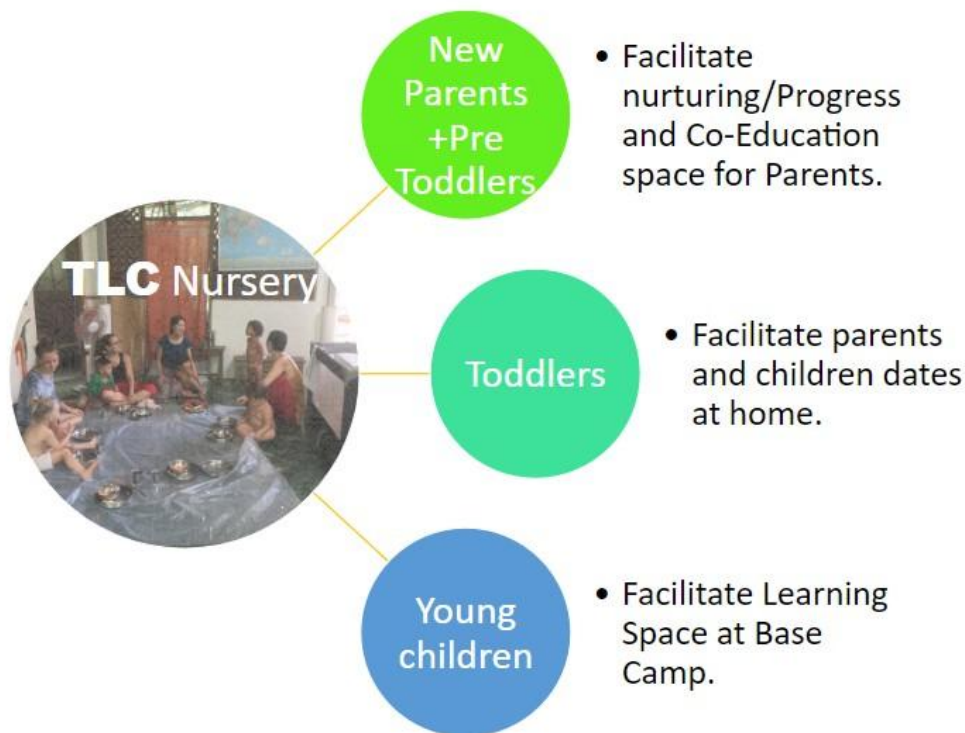 TLC Nursery
New
Parents
+Pre
Toddlers
• Facilitate
nurturing/Progress
and Co-Education
space for Parents.
Toddlers
• Facilitate parents
and children dates
at home.
Young
children
• Facilitate Learning
Space at Base
Camp.